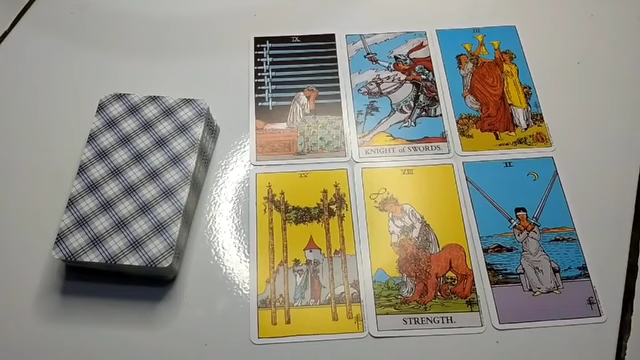 IX
KNIGHT of SWORDS.
III
IV
VIII
STRENGTH.
II